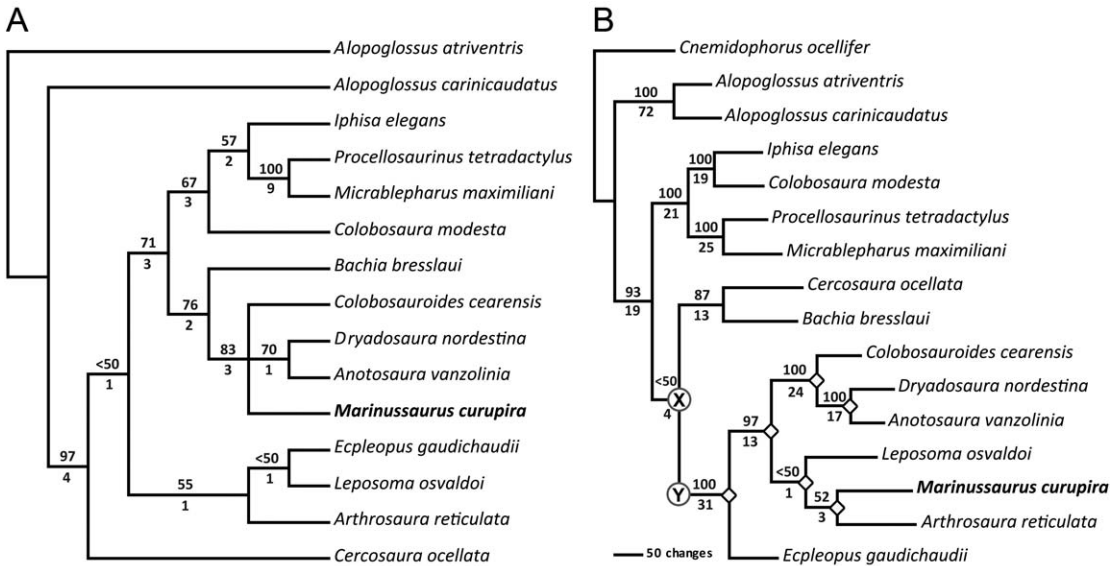 A
Alopoglossus atriventris
Alopoglossus carinicaudatus
Iphisa elegans
57
2
Procellosaurinus tetradactylus
100
9
67
3
Micrablepharus maximiliani
Colobosaura modesta
71
3
Bachia bresslaui
76
2
Colobosauroides cearensis
Dryadosaura nordestina
83
3
70
1
Anotosaura vanzolinia
<50
1
Marinussaurus curupira
Ecpleopus gaudichaudii
<50
1
97
4
Leposoma osvaldoi
55
1
Arthrosaura reticulata
Cercosaura ocellata
B
Cnemidophorus ocellifer
Alopoglossus atriventris
100
72
Alopoglossus carinicaudatus
Iphisa elegans
100
19
Colobosaura modesta
100
21
Procellosaurinus tetradactylus
100
25
Micrablepharus maximiliani
93
19
Cercosaura ocellata
87
13
Bachia bresslaui
Colobosauroides cearensis
<50
X
4
100
24
Dryadosaura nordestina
100
17
Anotosaura vanzolinia
97
13
Leposoma osvaldoi
<50
1
Marinussaurus curupira
52
3
Y
100
31
Arthrosaura reticulata
Ecpleopus gaudichaudii
50 changes